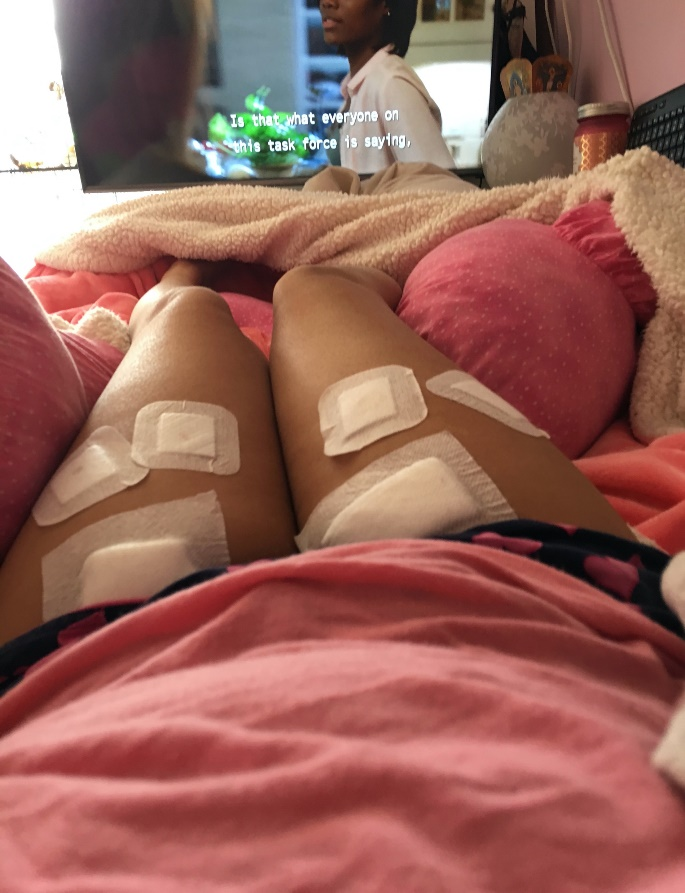 Is that what everyone on
this task force is saying,